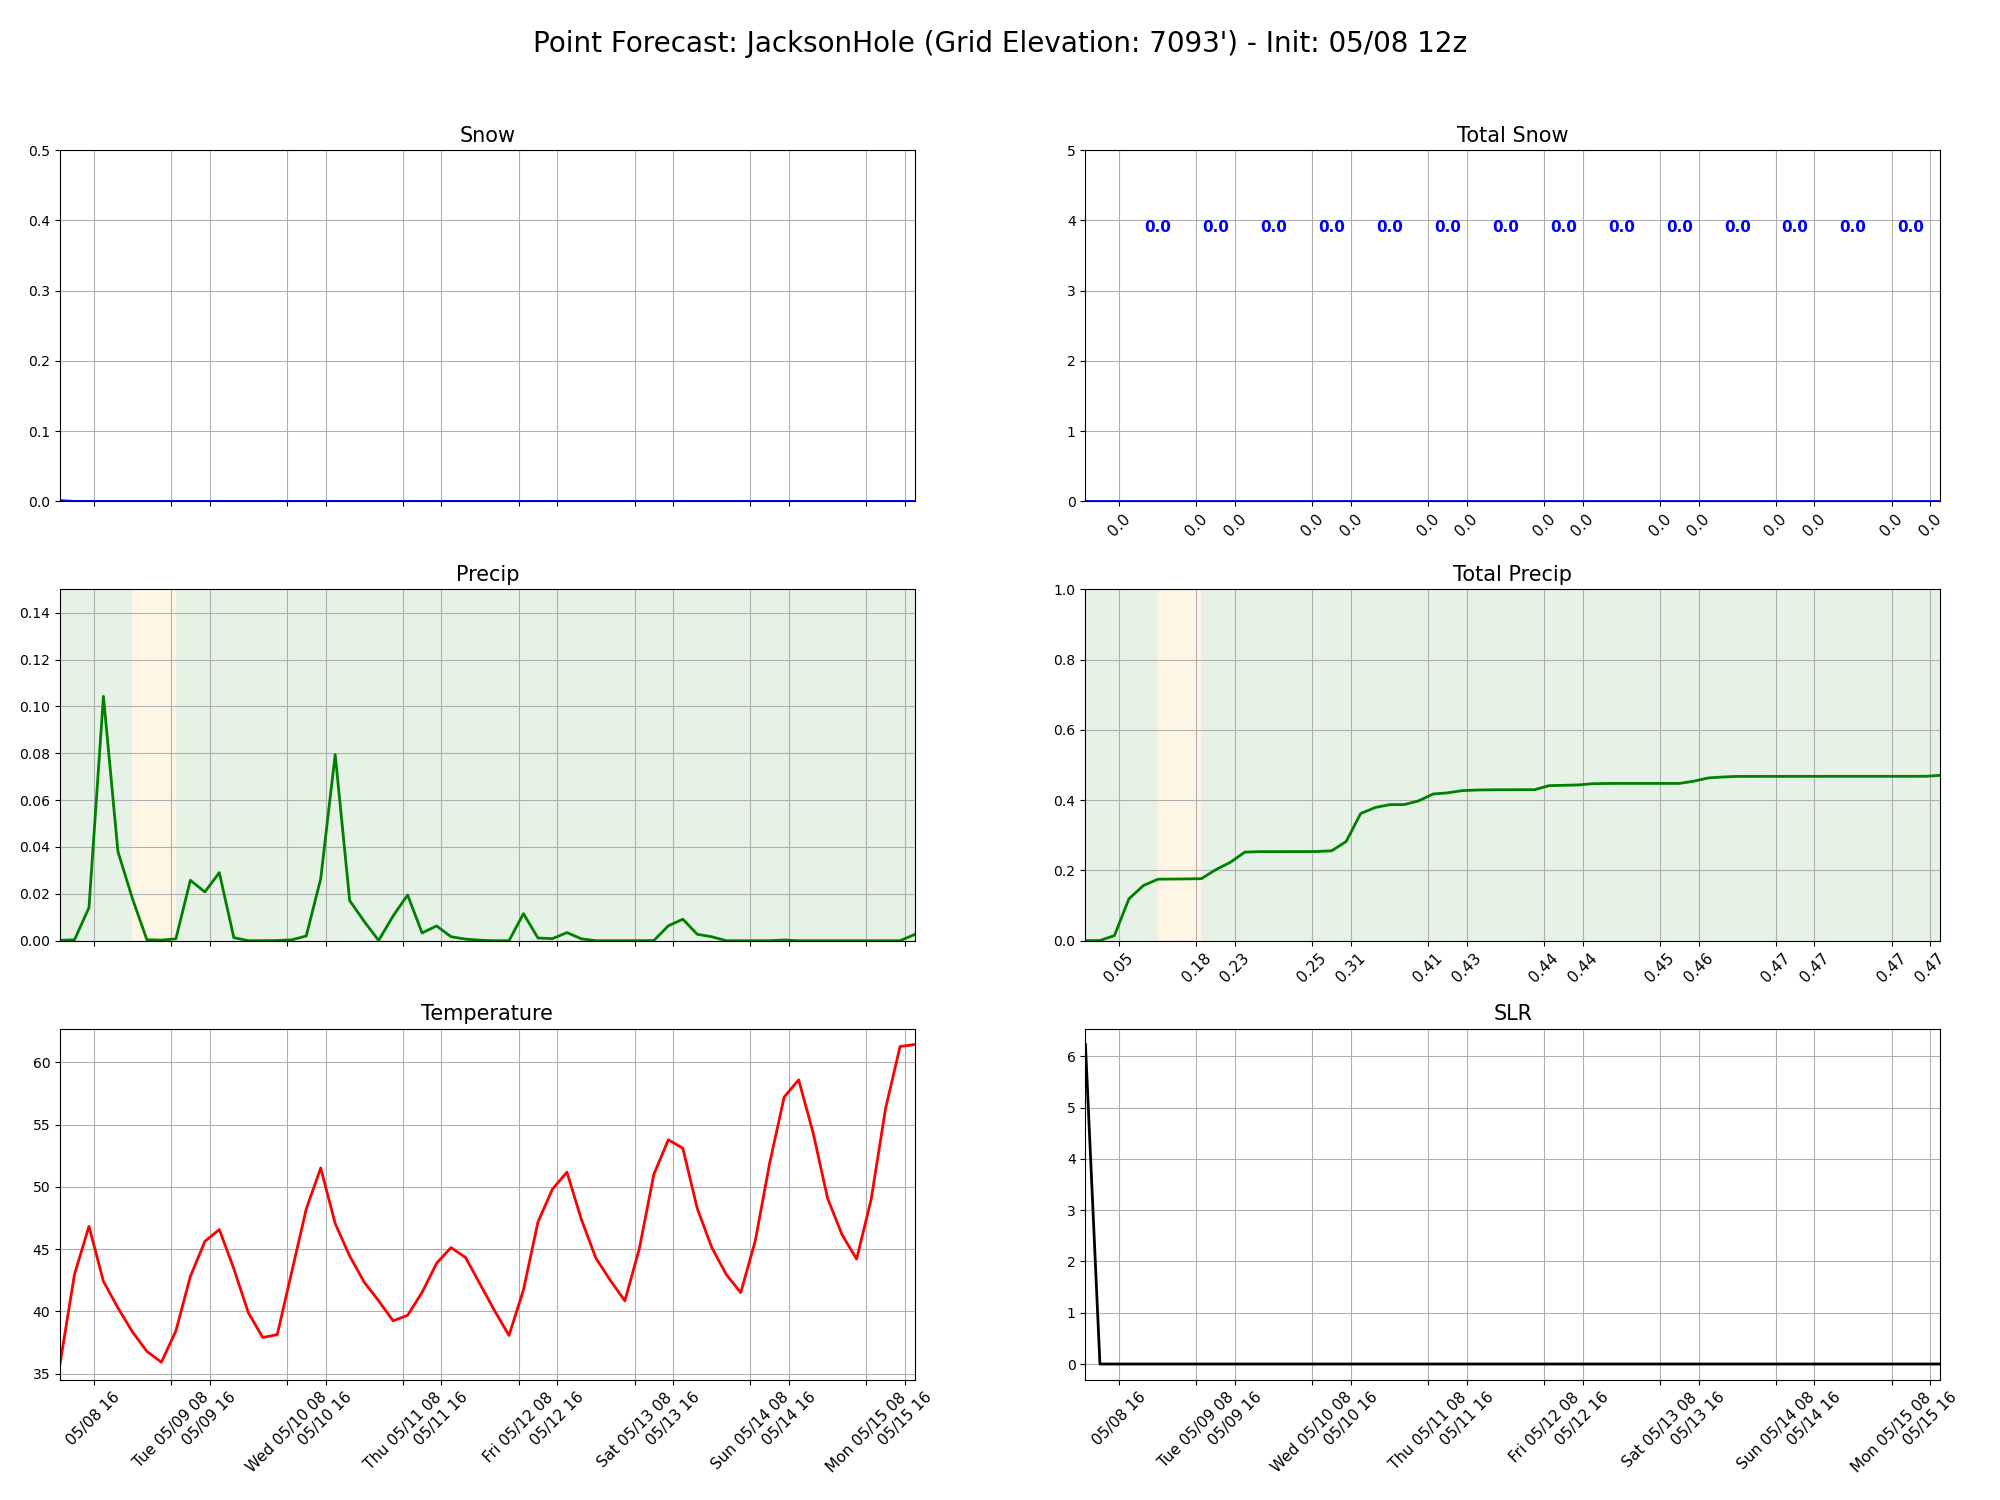 Point Forecast: JacksonHole (Grid Elevation: 7093') - Init: 05/08 12z
Snow
0.5
0.4
0.3
0.2
0.1
0.0
Total Snow
5
4
3
2
1
0
0.0 0.0 0.0 0.0 0.0 0.0 0.0 0.0 0.0 0.0 0.0 0.0 0.0 0.0
0.0 0.0 0.0 0.0 0.0 0.0 0.0 0.0 0.0 0.0 0.0 0.0 0.0 0.0 0.0
Precip
0.14
0.12
0.10
0.08
0.06
0.04
0.02
0.00
Total Precip
1.0
0.8
0.6
0.4
0.2
0.0
0.05 0.18 0.23 0.25 0.31 0.41 0.43 0.44 0.44 0.45 0.46 0.47 0.47 0.47 0.47
Temperature
60
55
50
45
40
35
05/08 16
Tue 05/09 08
05/09 16
Wed 05/10 08
05/10 16
Thu 05/11 08
05/11 16
Fri 05/12 08
05/12 16
Sat 05/13 08
05/13 16
Sun 05/14 08
05/14 16
Mon 05/15 08
05/15 16
SLR
6
5
4
3
2
1
0
05/08 16
Tue 05/09 08
05/09 16
Wed 05/10 08
05/10 16
Thu 05/11 08
05/11 16
Fri 05/12 08
05/12 16
Sat 05/13 08
05/13 16
Sun 05/14 08
05/14 16
Mon 05/15 08
05/15 16